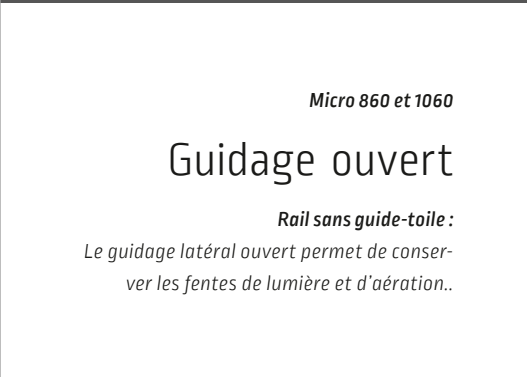 Micro 860 et 1060
Guidage ouvert
Rail sans guide-toile :
Le guidage latéral ouvert permet de conser-
ver les fentes de lumière et d'aération..